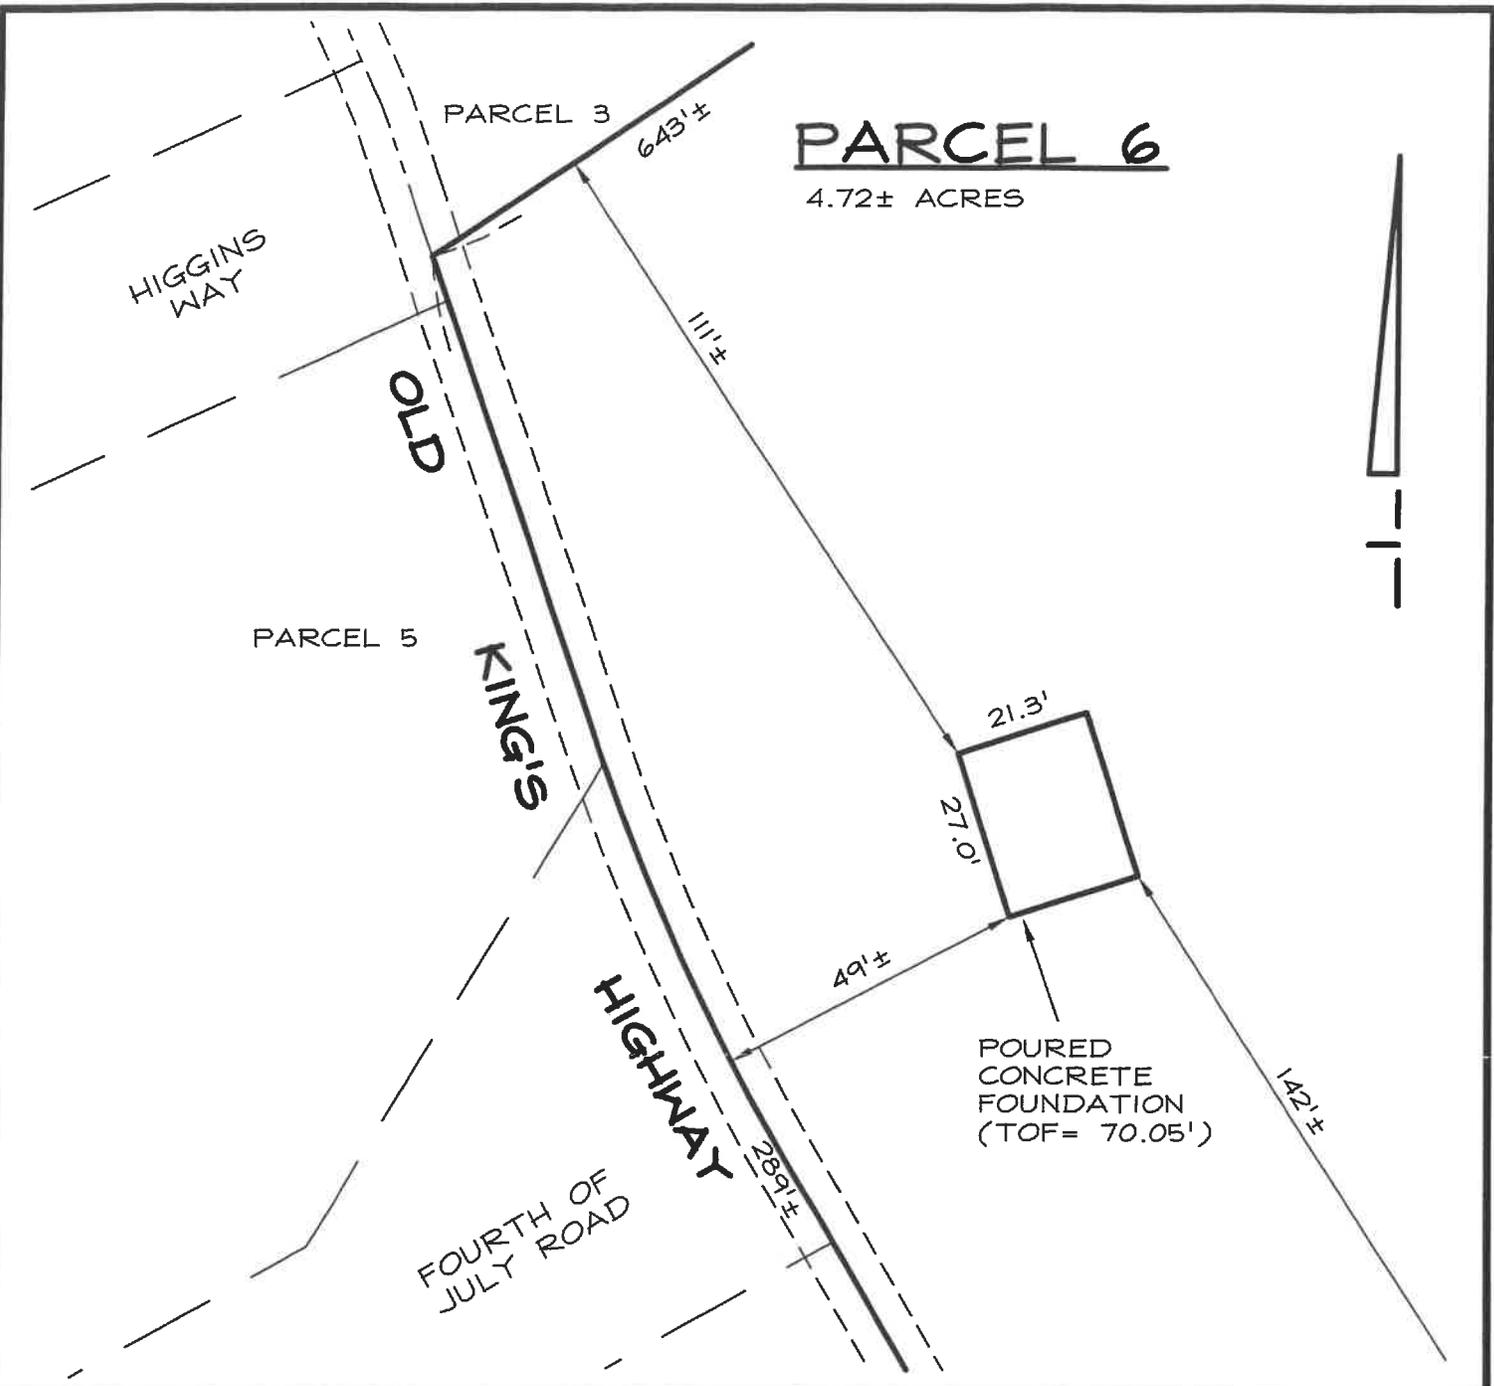 PARCEL 3
643'±
PARCEL 6
4.72± ACRES
HIGGINS
WAY
111'±
OLD
PARCEL 5
KING'S
21.3'
27.0'
49'±
HIGHWAY
POURED
CONCRETE
FOUNDATION
(TOF= 70.05')
142'±
289'±
FOURTH OF
JULY ROAD